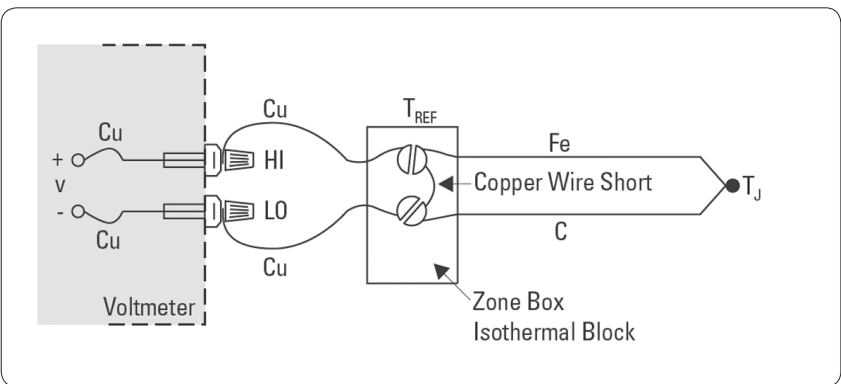 Cu
T_REF
Cu
HI
Fe
+
v
Copper Wire Short
T_J
-
LO
C
Cu
Cu
Voltmeter
Zone Box
Isothermal Block